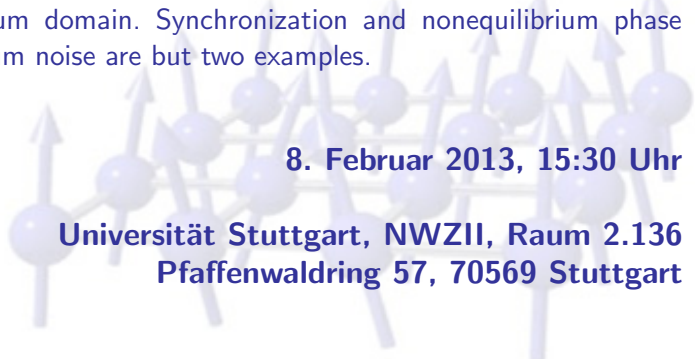 um domain. Synchronization and nonequilibrium phase
m noise are but two examples.
8. Februar 2013, 15:30 Uhr
Universität Stuttgart, NWZII, Raum 2.136
Pfaffenwaldring 57, 70569 Stuttgart